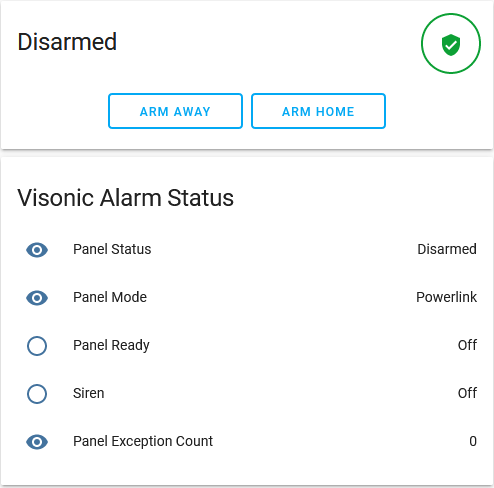 Disarmed
ARM AWAY ARM HOME
Visonic Alarm Status
Panel Status Disarmed
Panel Mode Powerlink
Panel Ready Off
Siren Off
Panel Exception Count 0